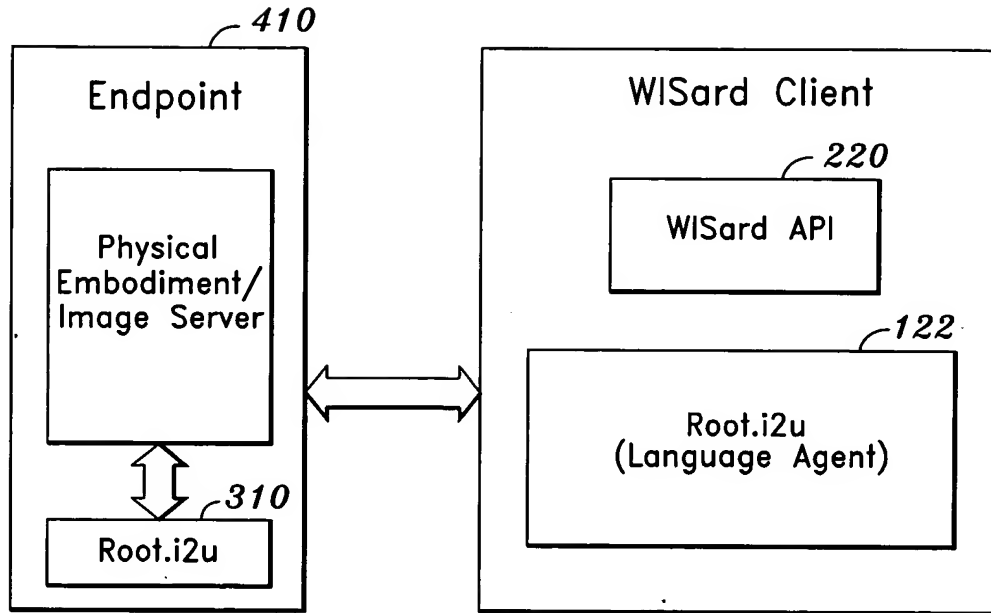 410
Endpoint
Physical
Embodiment/
Image Server
310
Root.i2u
WISard Client
220
WISard API
122
Root.i2u
(Language Agent)